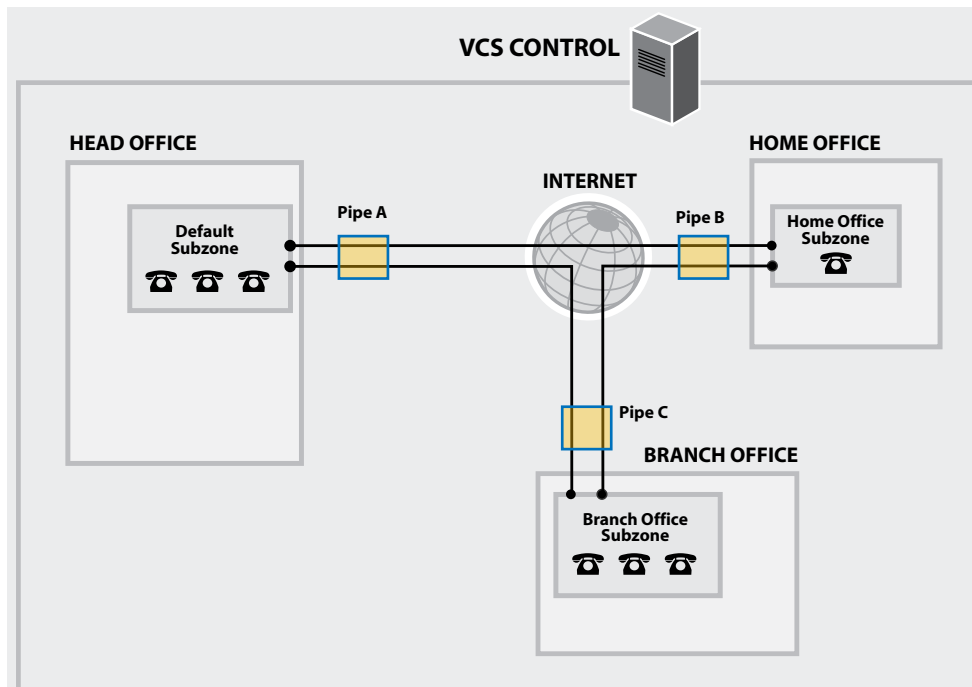 VCS CONTROL
HEAD OFFICE
HOME OFFICE
INTERNET
Pipe A
Pipe B
Default
Subzone
Home Office
Subzone
Pipe C
BRANCH OFFICE
Branch Office
Subzone